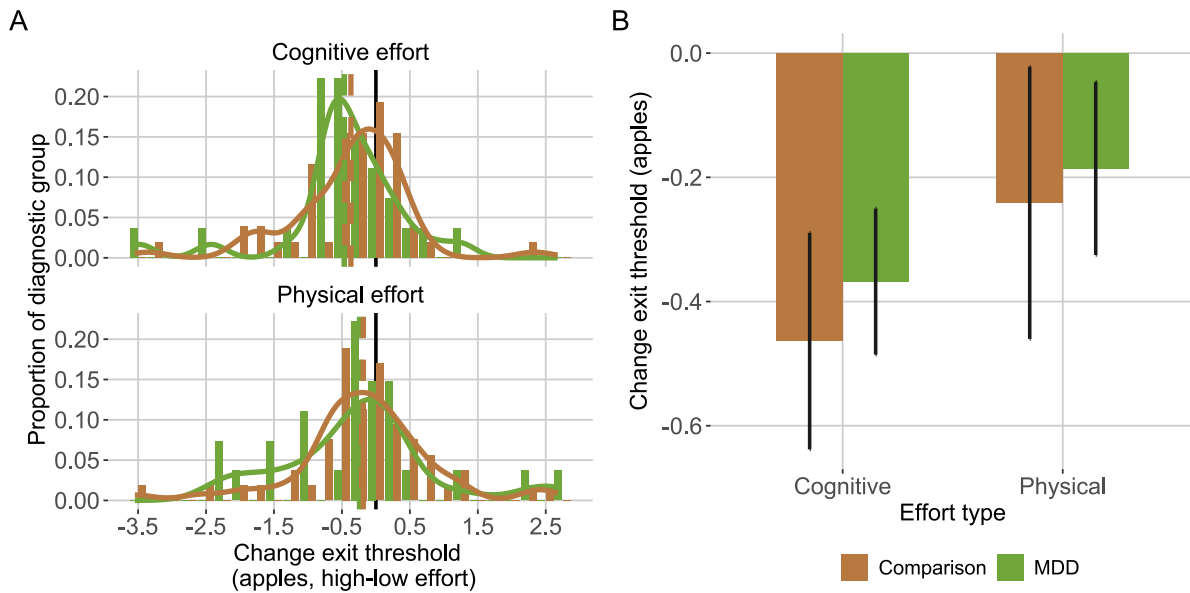 A
Cognitive effort
0.20
0.15
0.10
0.05
0.00
Physical effort
0.20
0.15
0.10
0.05
0.00
-3.5 -2.5 -1.5 -0.5 0.5 1.5 2.5
Proportion of diagnostic group
Change exit threshold
(apples, high-low effort)
B
0.0
-0.2
-0.4
-0.6
Change exit threshold (apples)
Cognitive Physical
Effort type
Comparison MDD